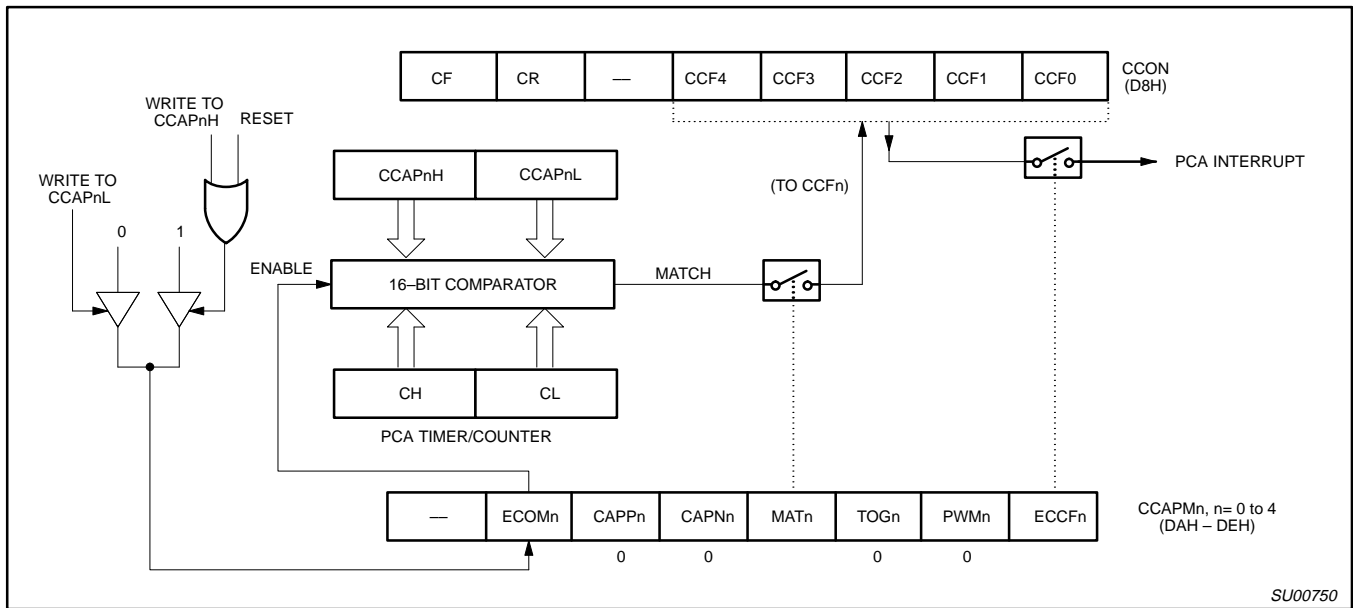 CF CR — CCF4 CCF3 CCF2 CCF1 CCF0
CCON
(D8H)
WRITE TO
CCAPnH
RESET
WRITE TO
CCAPnL
0 1
CCAPnH CCAPnL
(TO CCFn)
PCA INTERRUPT
ENABLE
16–BIT COMPARATOR
MATCH
CH CL
PCA TIMER/COUNTER
— ECOMn CAPPn CAPNn MATn TOGn PWMn ECCFn
CCAPMn, n= 0 to 4
(DAH – DEH)
0 0 0 0
SU00750